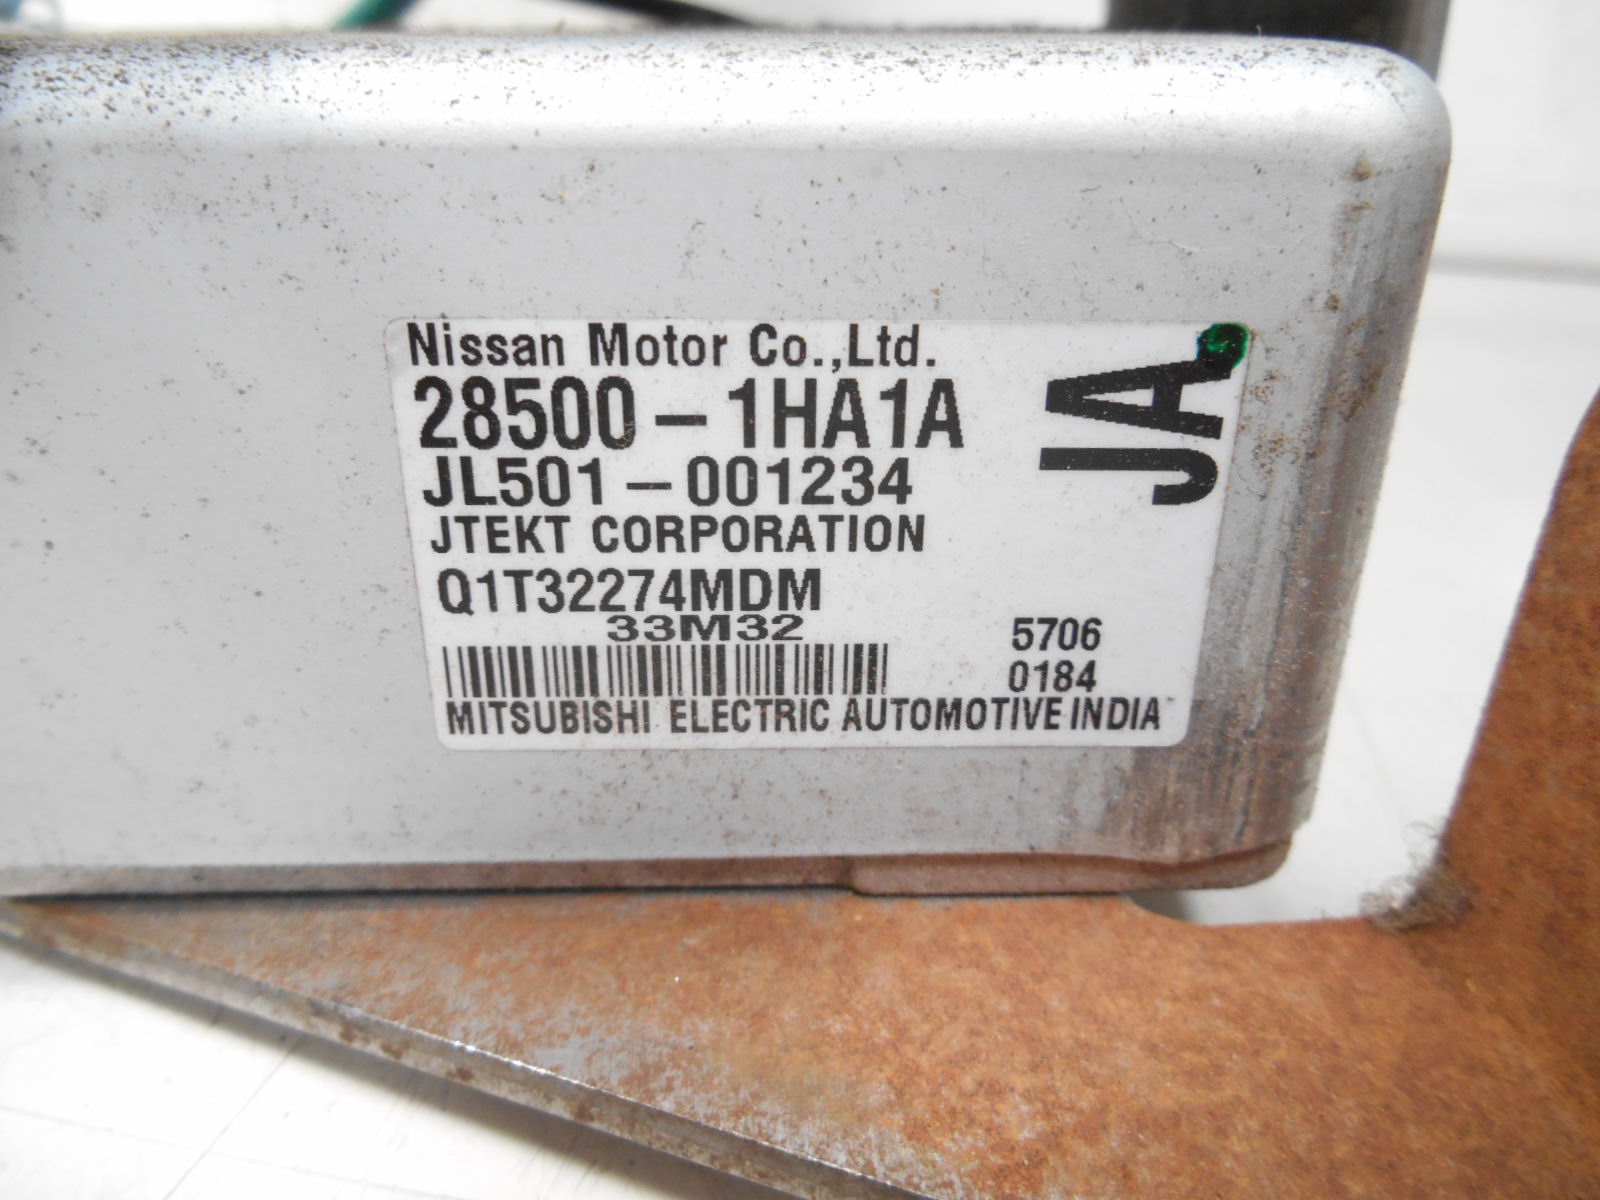 Nissan Motor Co.,Ltd.
28500-1HA1A
JA
JL501-001234
JTEKT CORPORATION
Q1T32274MDM
33M32
5706
0184
MITSUBISHI ELECTRIC AUTOMOTIVE INDIA